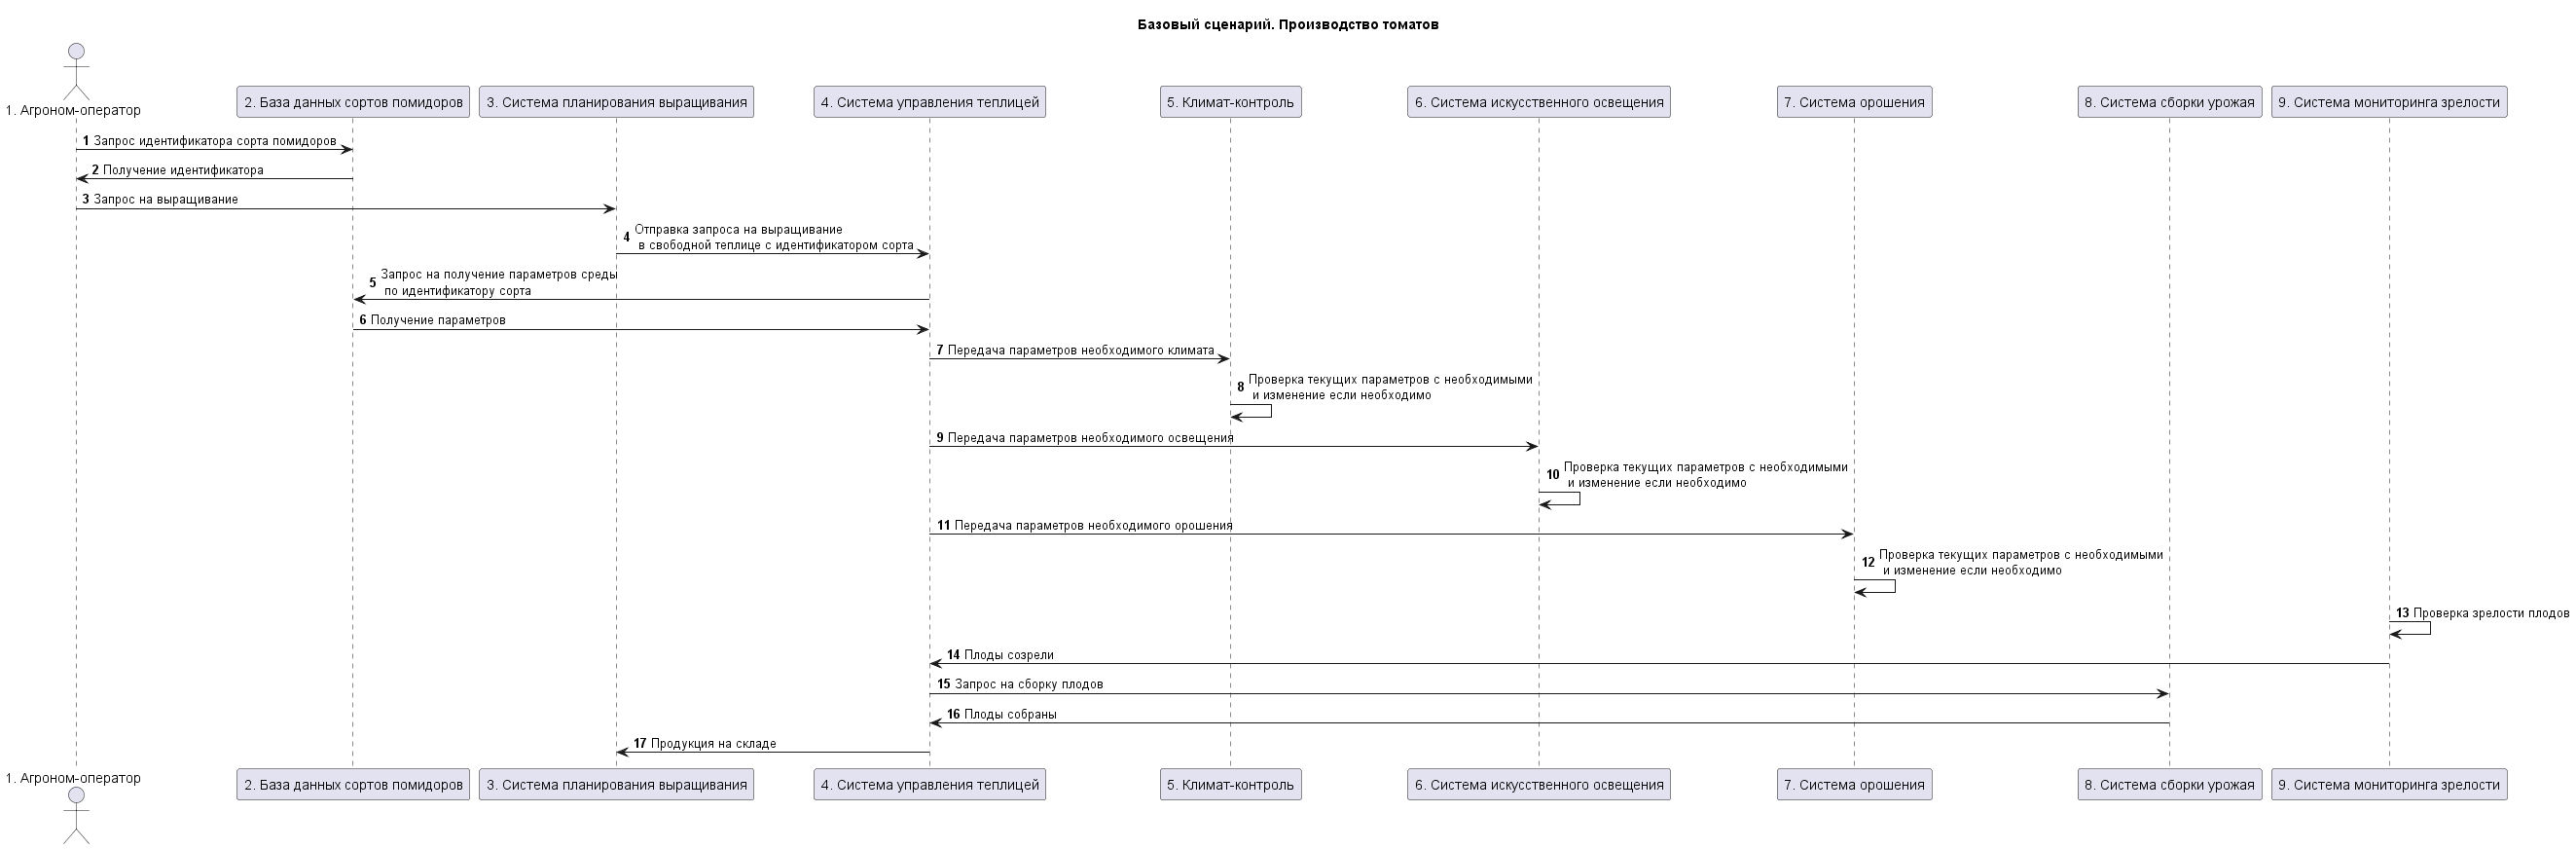 Базовый сценарий. Производство томатов
1. Агроном-оператор
2. База данных сортов помидоров
3. Система планирования выращивания
4. Система управления теплицей
5. Климат-контроль
6. Система искусственного освещения
7. Система орошения
8. Система сборки урожая
9. Система мониторинга зрелости
1 Запрос идентификатора сорта помидоров
2 Получение идентификатора
3 Запрос на выращивание
4 Отправка запроса на выращивание
в свободной теплице с идентификатором сорта
5 Запрос на получение параметров среды
по идентификатору сорта
6 Получение параметров
7 Передача параметров необходимого климата
8 Проверка текущих параметров с необходимыми
и изменение если необходимо
9 Передача параметров необходимого освещения
10 Проверка текущих параметров с необходимыми
и изменение если необходимо
11 Передача параметров необходимого орошения
12 Проверка текущих параметров с необходимыми
и изменение если необходимо
13 Проверка зрелости плодов
14 Плоды созрели
15 Запрос на сборку плодов
16 Плоды собраны
17 Продукция на складе
1. Агроном-оператор
2. База данных сортов помидоров
3. Система планирования выращивания
4. Система управления теплицей
5. Климат-контроль
6. Система искусственного освещения
7. Система орошения
8. Система сборки урожая
9. Система мониторинга зрелости